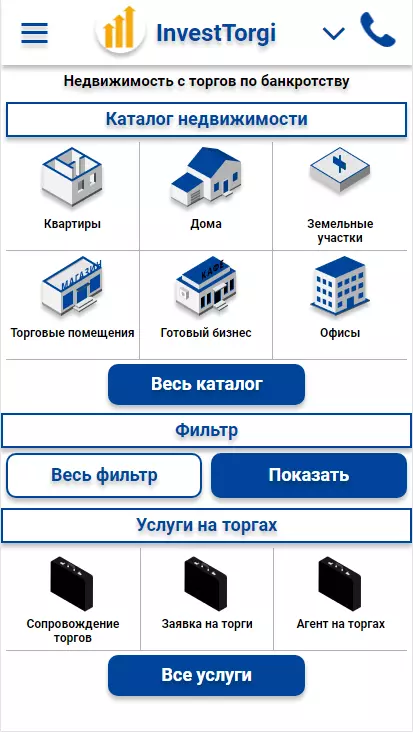 InvestTorgi
Недвижимость с торгов по банкротству
Каталог недвижимости
Квартиры
Дома
Земельные
участки
МАГАЗИН
КАФЕ
Торговые помещения
Готовый бизнес
Офисы
Весь каталог
Фильтр
Весь фильтр
Показать
Услуги на торгах
Сопровождение
торгов
Заявка на торги
Агент на торгах
Все услуги